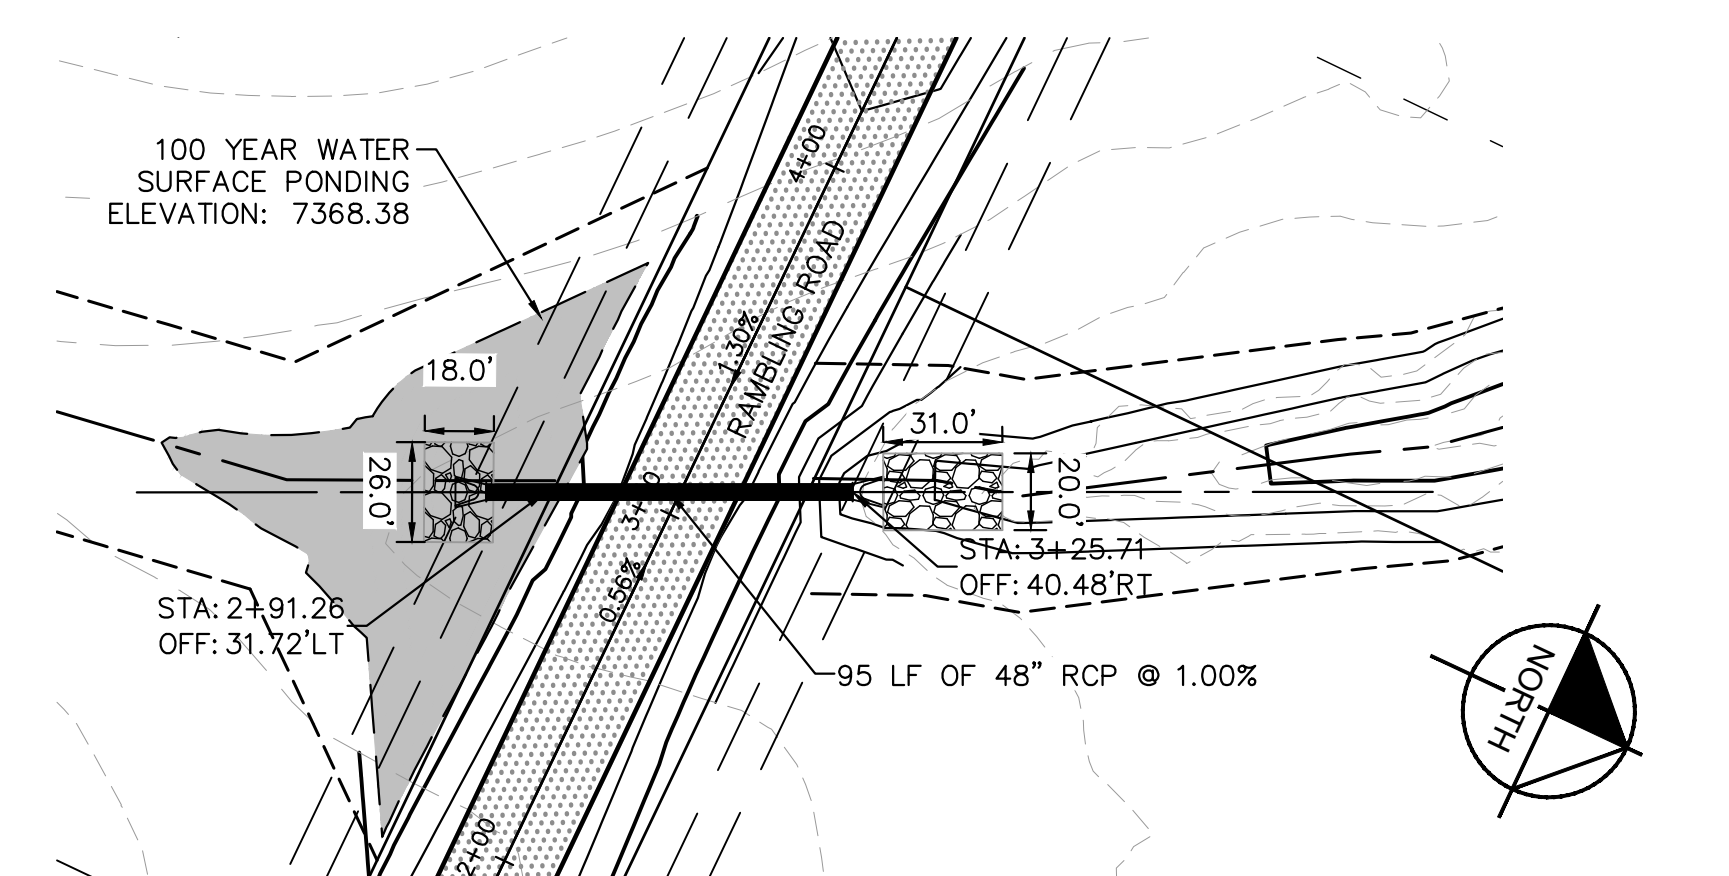 100 YEAR WATER
SURFACE PONDING
ELEVATION: 7368.38
4+00
RAMBLING ROAD
1.30%
18.0'
26.0'
31.0'
20.0'
3+00
0.56%
STA: 3+25.71
OFF: 40.48'RT
STA: 2+91.26
OFF: 31.72'LT
95 LF OF 48" RCP @ 1.00%
NORTH
2+00